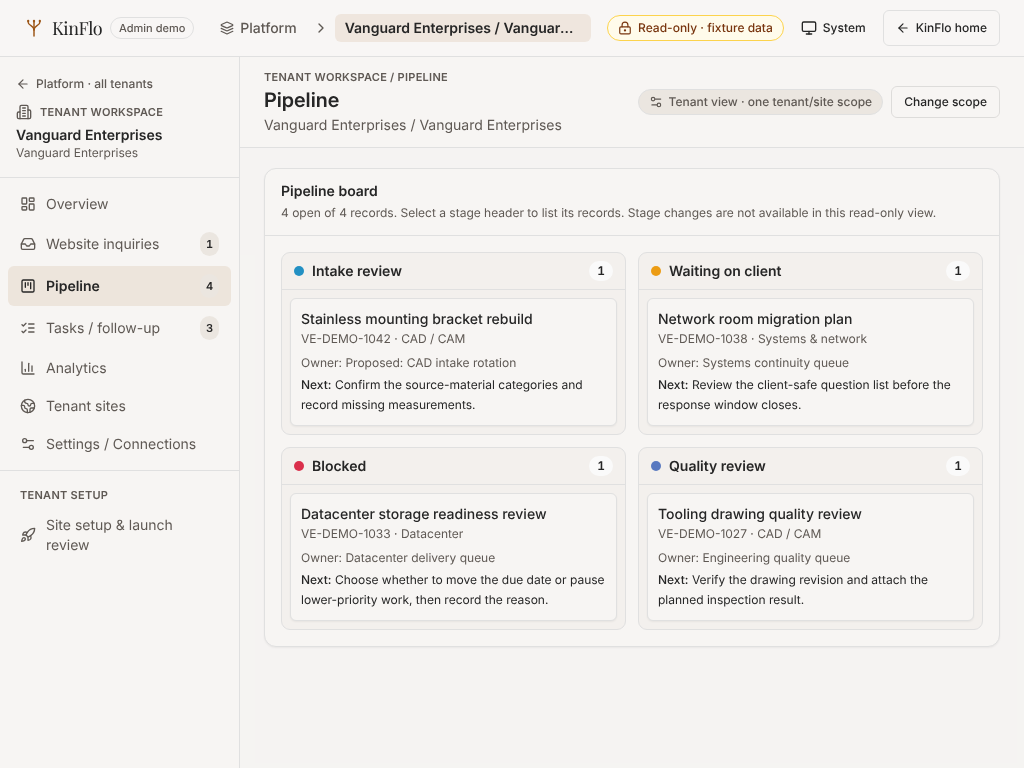 KinFlo
Admin demo
Platform
Vanguard Enterprises / Vanguar...
Read-only · fixture data
System
KinFlo home
Platform · all tenants
TENANT WORKSPACE
Vanguard Enterprises
Vanguard Enterprises
Overview
Website inquiries 1
Pipeline 4
Tasks / follow-up 3
Analytics
Tenant sites
Settings / Connections
TENANT SETUP
Site setup & launch
review
TENANT WORKSPACE / PIPELINE
Pipeline
Vanguard Enterprises / Vanguard Enterprises
Tenant view · one tenant/site scope
Change scope
Pipeline board
4 open of 4 records. Select a stage header to list its records. Stage changes are not available in this read-only view.
Intake review 1
Stainless mounting bracket rebuild
VE-DEMO-1042 · CAD / CAM
Owner: Proposed: CAD intake rotation
Next: Confirm the source-material categories and
record missing measurements.
Waiting on client 1
Network room migration plan
VE-DEMO-1038 · Systems & network
Owner: Systems continuity queue
Next: Review the client-safe question list before the
response window closes.
Blocked 1
Datacenter storage readiness review
VE-DEMO-1033 · Datacenter
Owner: Datacenter delivery queue
Next: Choose whether to move the due date or pause
lower-priority work, then record the reason.
Quality review 1
Tooling drawing quality review
VE-DEMO-1027 · CAD / CAM
Owner: Engineering quality queue
Next: Verify the drawing revision and attach the
planned inspection result.